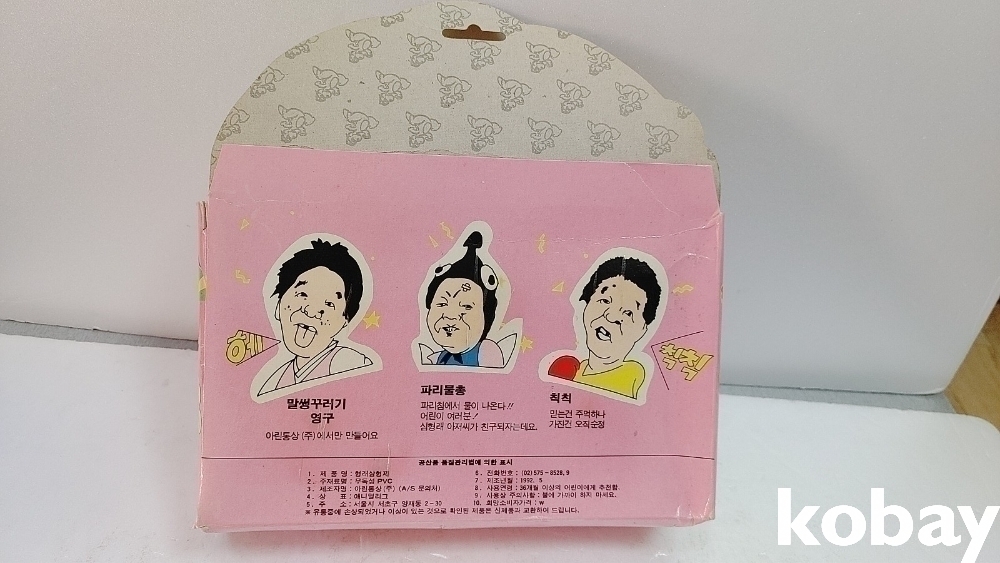 헤
칙칙
말썽꾸러기
영구
아린통상 (주)에서만 만들어요
파리물총
파리침에서 물이 나온다!!
어린이 여러분!
심형래 아저씨가 친구되자는데요.
칙칙
믿는건 주먹하나
가진건 오직순정
공산품 품질관리법에 의한 표시
1. 제 품 명 : 형래삼형제
2. 주재료명 : 무독성 PVC
3. 제조자명 : 아린통상 (주) (A/S 문의처)
4. 상 표 : 애니멀리그
5. 주 소 : 서울시 서초구 양재동 2-30
6. 전화번호 : (02) 575-8528, 9
7. 제조년월 : 1992. 5
8. 사용연령 : 36개월 이상의 어린이에게 추천함.
9. 사용상 주의사항 : 불에 가까이 하지 마세요.
10. 희망소비자가격 : w
※ 유통중에 손상되었거나 이상이 있는 것으로 확인된 제품은 신제품과 교환하여 드립니다.
kobay